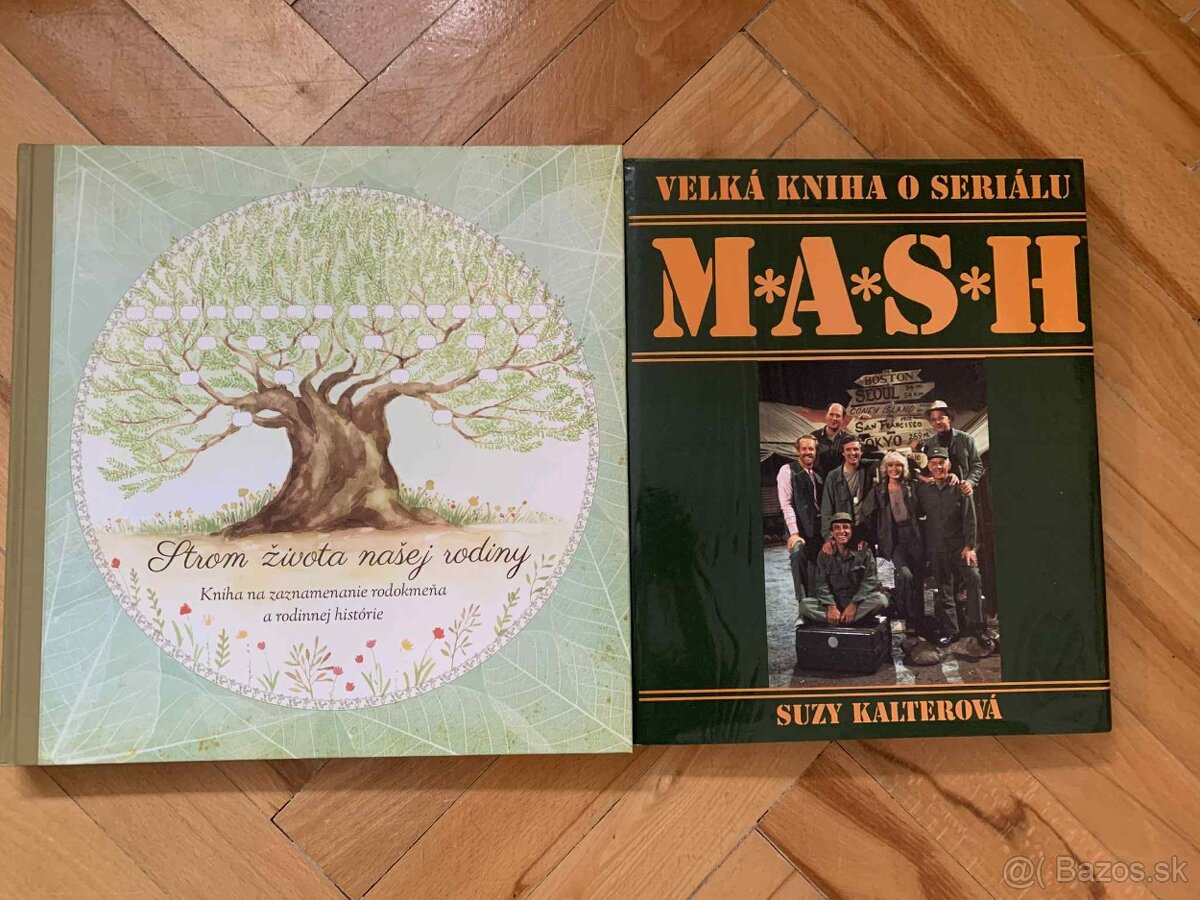 Strom života našej rodiny
Kniha na zaznamenanie rodokmeňa
a rodinnej histórie
VELKÁ KNIHA O SERIÁLU
M*A*S*H
BOSTON
SEOUL
CONEY ISLAND
SAN FRANCISCO
TOKYO
SUZY KALTEROVÁ
@( Bazos.sk